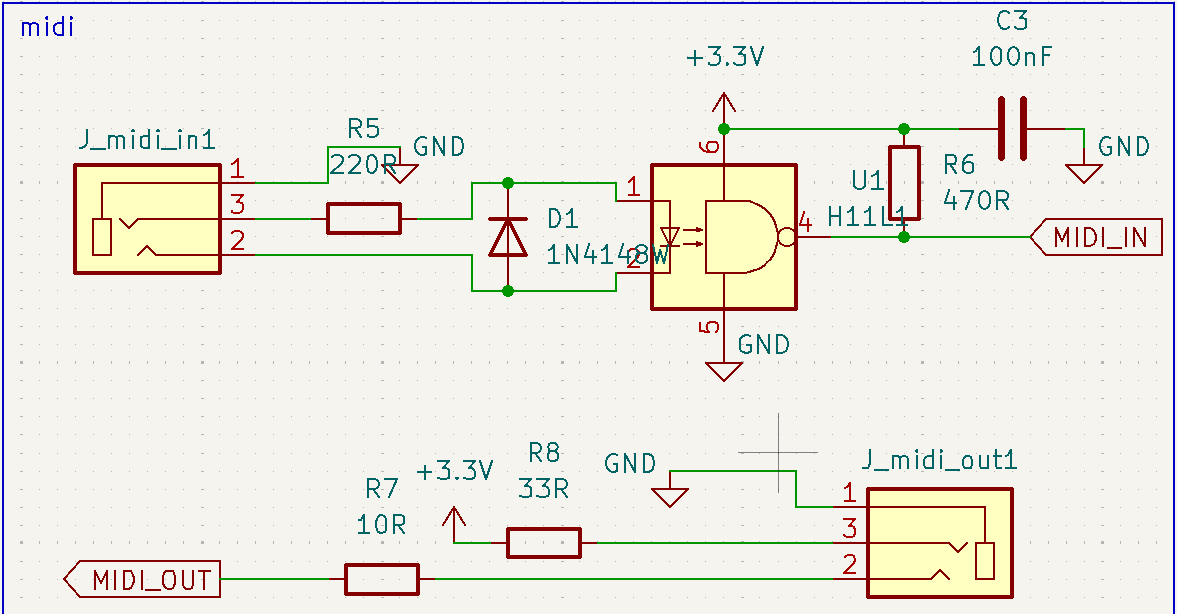 midi
C3
100nF
+3.3V
J_midi_in1
R5
220R
GND
GND
1
3
2
6
1
2
U1
H11L1
4
R6
470R
D1
1N4148W
MIDI_IN
5
GND
R8
33R
GND
J_midi_out1
+3.3V
R7
10R
1
3
2
MIDI_OUT